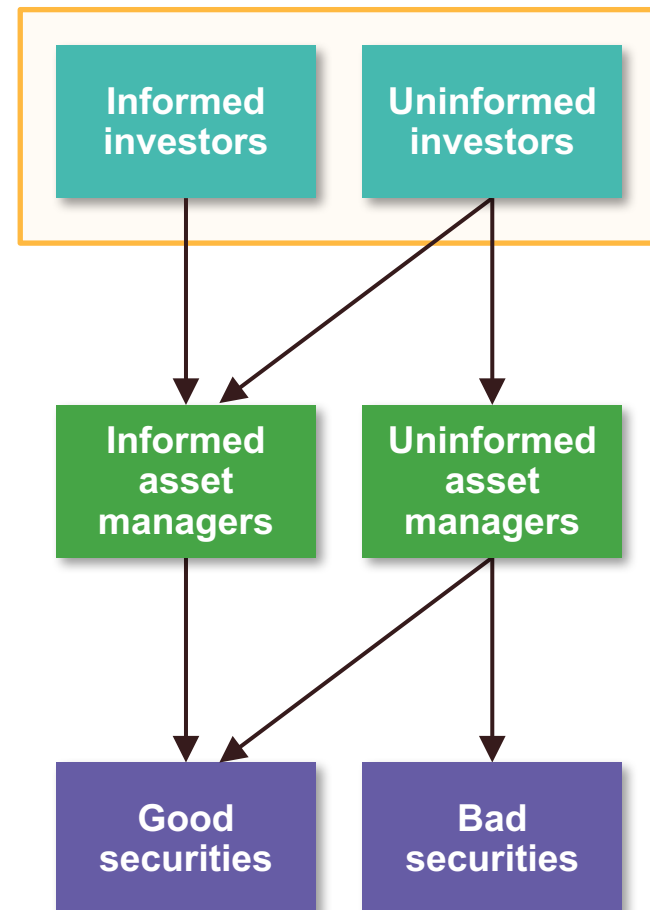 Informed
investors
Uninformed
investors
Informed
asset
managers
Uninformed
asset
managers
Good
securities
Bad
securities